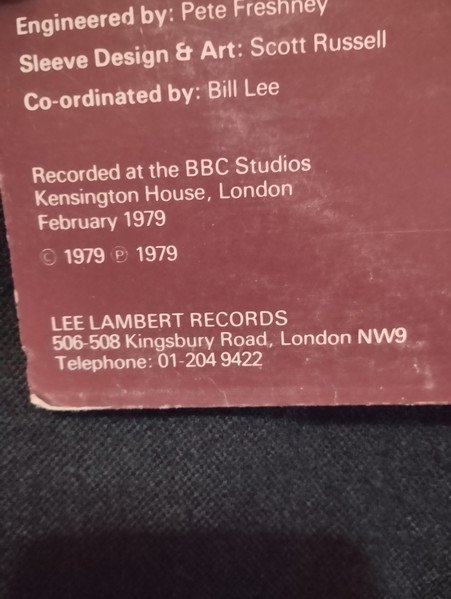 Engineered by: Pete Freshney
Sleeve Design & Art: Scott Russell
Co-ordinated by: Bill Lee
Recorded at the BBC Studios
Kensington House, London
February 1979
© 1979 ℗ 1979
LEE LAMBERT RECORDS
506-508 Kingsbury Road, London NW9
Telephone: 01-204 9422